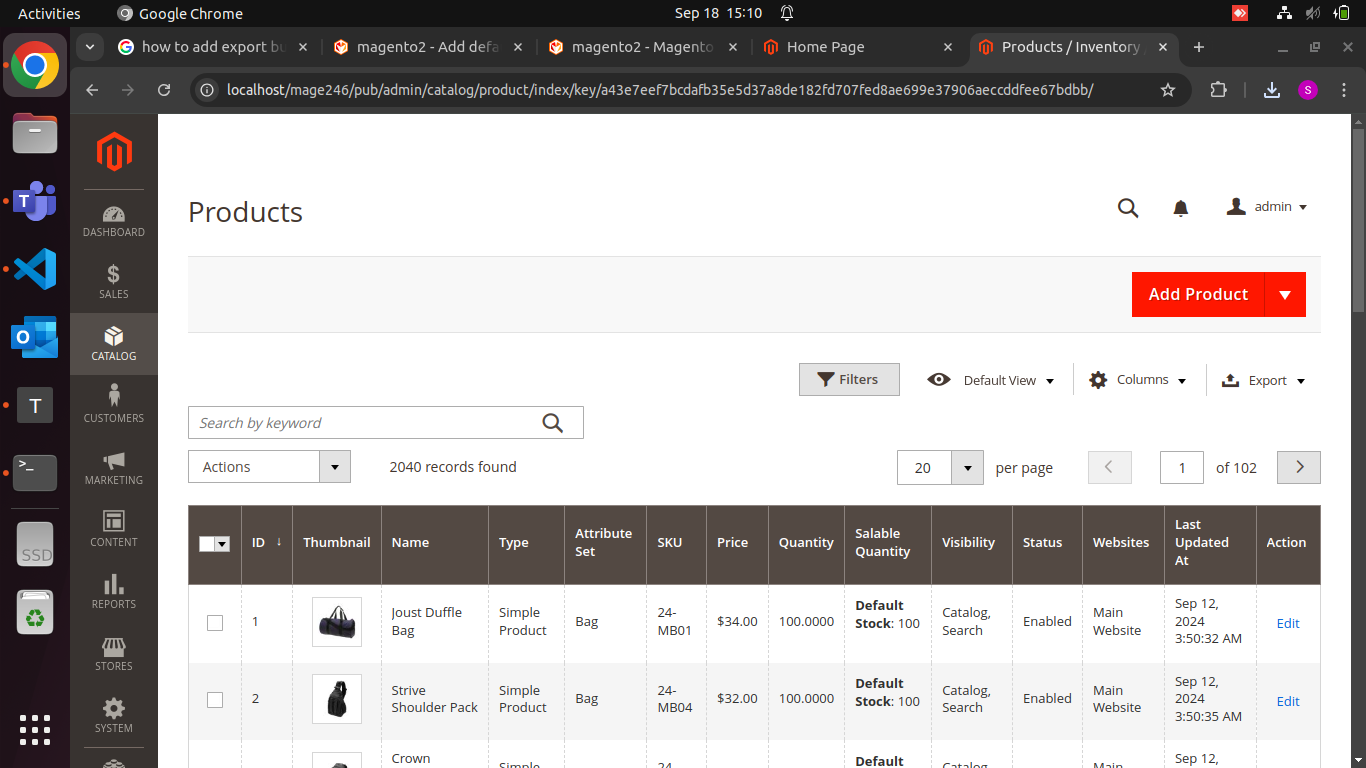 Activities
Google Chrome
Sep 18 15:10
how to add export bu
magento2 - Add defa
magento2 - Magento
Home Page
Products / Inventory
localhost/mage246/pub/admin/catalog/product/index/key/a43e7eef7bcdafb35e5d37a8de182fd707fed8ae699e37906aeccddfee67bdbb/
S
DASHBOARD
SALES
CATALOG
CUSTOMERS
MARKETING
CONTENT
REPORTS
STORES
SYSTEM
T
O
T
>_
SSD
Products
admin
Add Product
Filters
Default View
Columns
Export
Search by keyword
Actions
2040 records found
20
per page
1
of 102
ID ↓ Thumbnail Name Type Attribute Set SKU Price Quantity Salable Quantity Visibility Status Websites Last Updated At Action
1 Joust Duffle Bag Simple Product Bag 24-MB01 $34.00 100.0000 Default Stock: 100 Catalog, Search Enabled Main Website Sep 12, 2024 3:50:32 AM Edit
2 Strive Shoulder Pack Simple Product Bag 24-MB04 $32.00 100.0000 Default Stock: 100 Catalog, Search Enabled Main Website Sep 12, 2024 3:50:35 AM Edit
Crown Simple 24- Default Catalog, Main Sep 12,